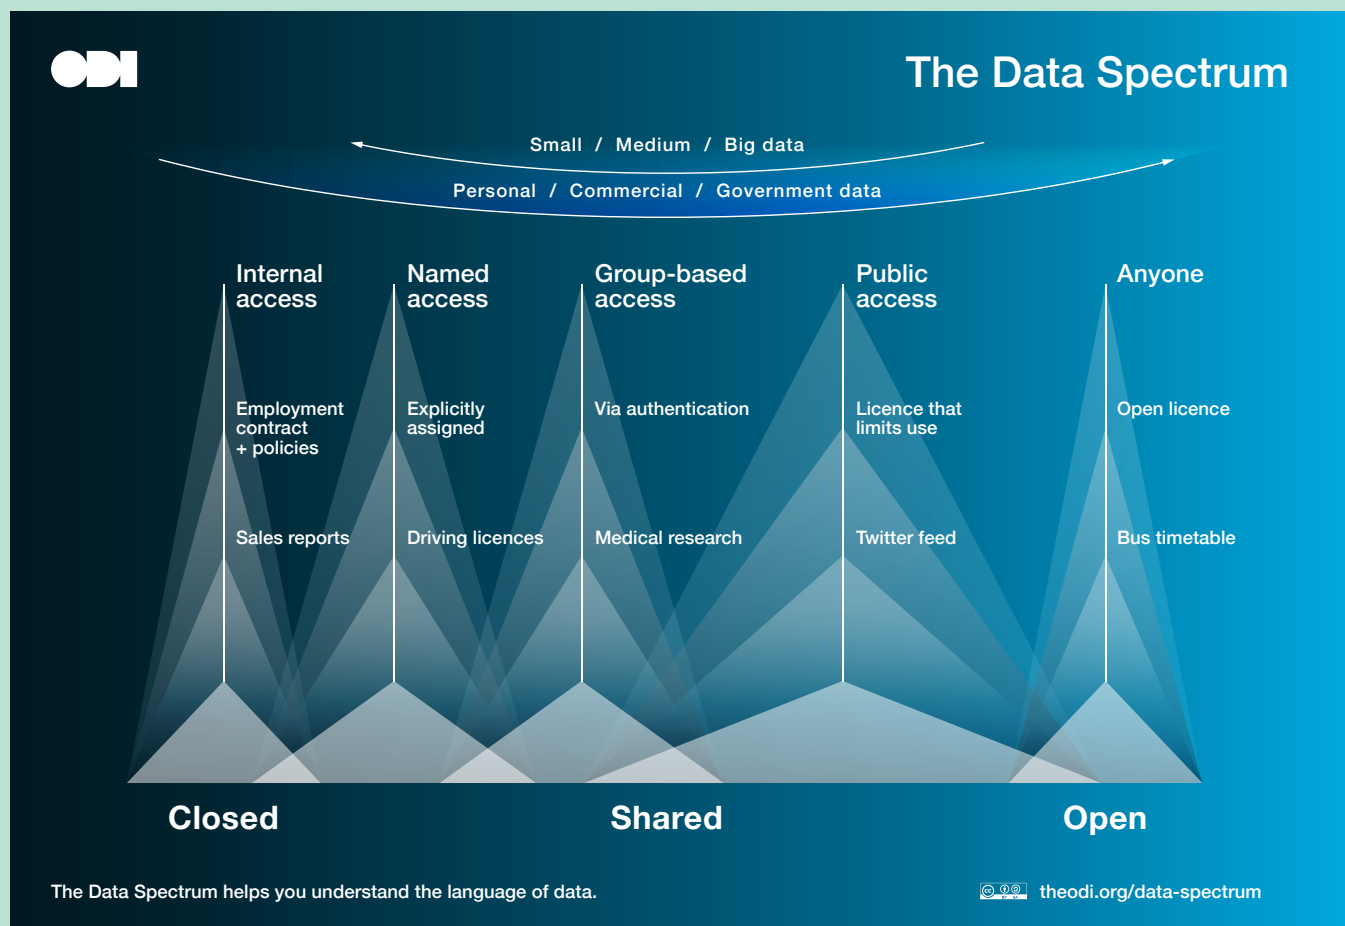 ODI
The Data Spectrum
Small / Medium / Big data
Personal / Commercial / Government data
Internal
access
Named
access
Group-based
access
Public
access
Anyone
Employment
contract
+ policies
Explicitly
assigned
Via authentication
Licence that
limits use
Open licence
Sales reports
Driving licences
Medical research
Twitter feed
Bus timetable
Closed
Shared
Open
The Data Spectrum helps you understand the language of data.
cc
theodi.org/data-spectrum